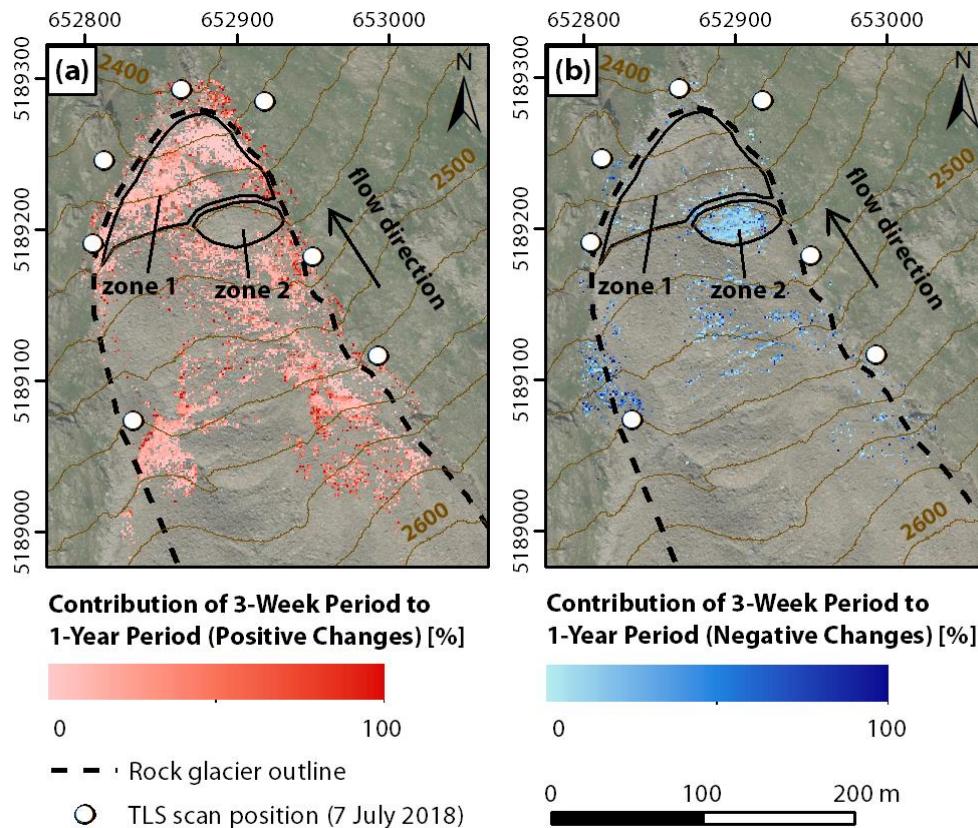 652800 652900 653000
652800 652900 653000
(a)
2400
N
5189300
5189200
5189100
5189000
2500
flow direction
zone 1
zone 2
2600
(b)
2400
N
5189300
5189200
5189100
5189000
2500
flow direction
zone 1
zone 2
2600
Contribution of 3-Week Period to
1-Year Period (Positive Changes) [%]
0 100
Rock glacier outline
TLS scan position (7 July 2018)
Contribution of 3-Week Period to
1-Year Period (Negative Changes) [%]
0 100
0 100 200 m